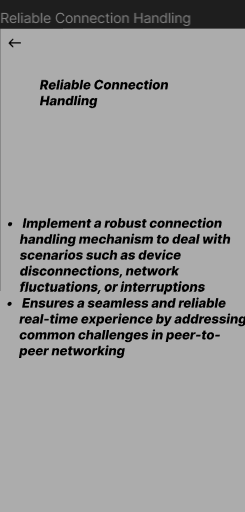 Reliable Connection Handling
Reliable Connection
Handling
• Implement a robust connection
handling mechanism to deal with
scenarios such as device
disconnections, network
fluctuations, or interruptions
• Ensures a seamless and reliable
real-time experience by addressing
common challenges in peer-to-
peer networking